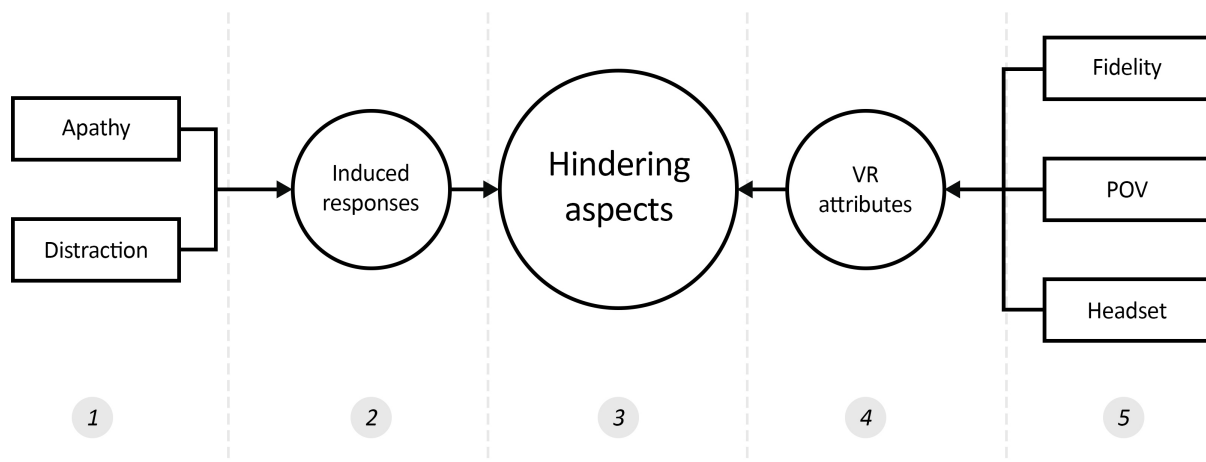 Apathy
Distraction
Induced
responses
Hindering
aspects
VR
attributes
Fidelity
POV
Headset
1
2
3
4
5